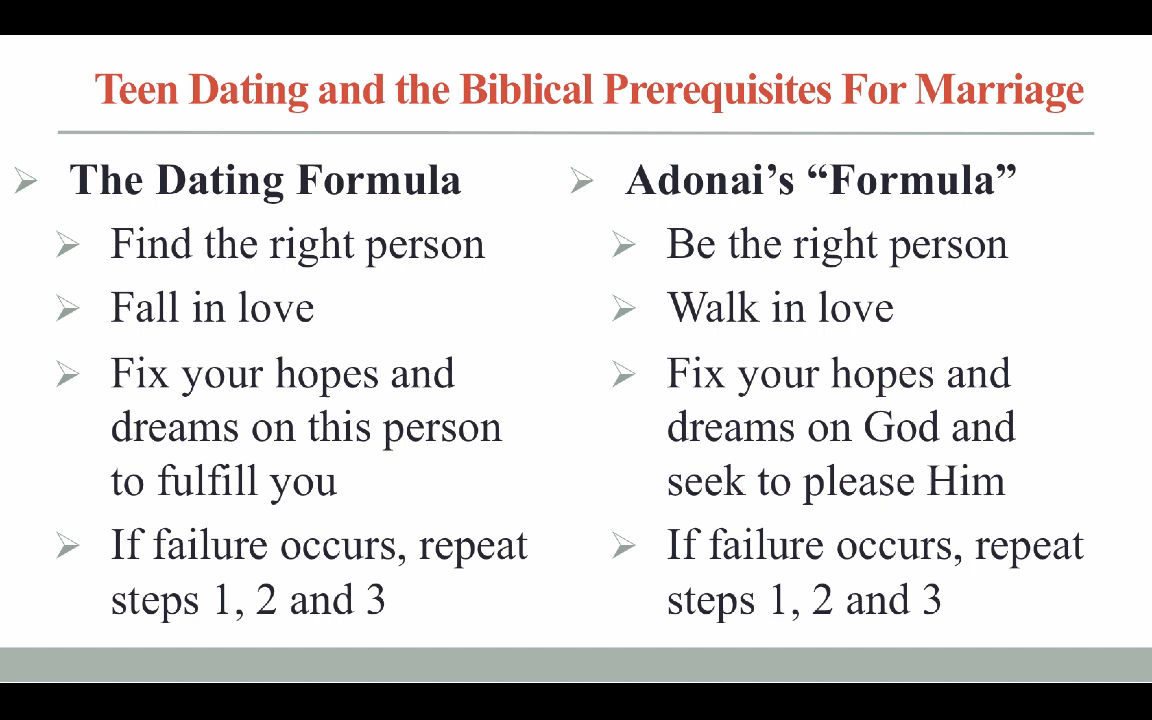 Teen Dating and the Biblical Prerequisites For Marriage
The Dating Formula
Find the right person
Fall in love
Fix your hopes and
dreams on this person
to fulfill you
If failure occurs, repeat
steps 1, 2 and 3
Adonai’s “Formula”
Be the right person
Walk in love
Fix your hopes and
dreams on God and
seek to please Him
If failure occurs, repeat
steps 1, 2 and 3